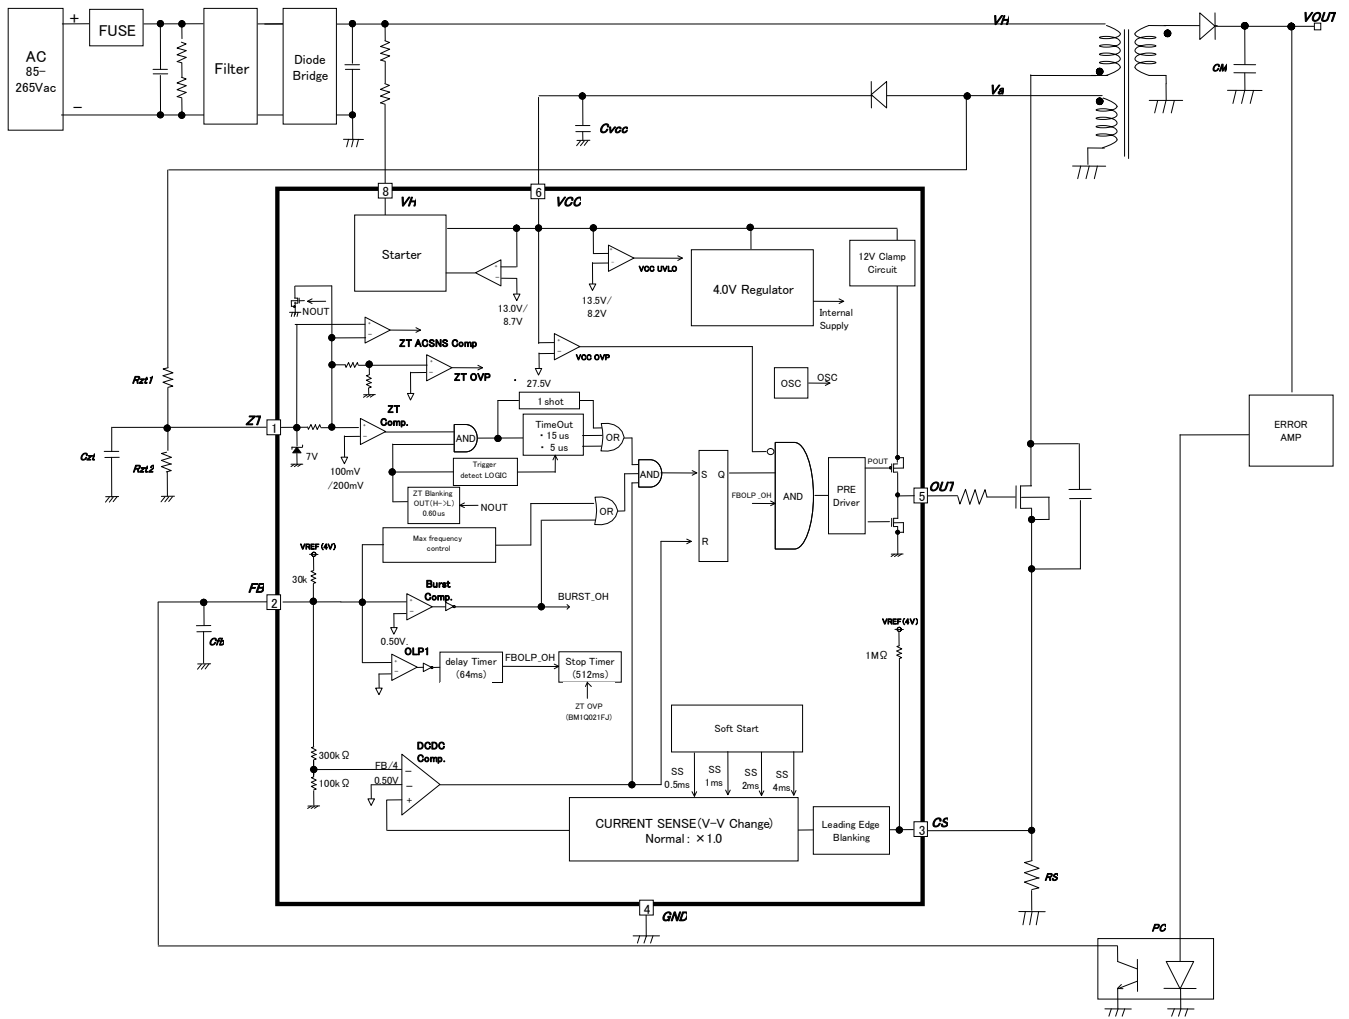 +
FUSE
AC
85-
265Vac
−
Filter
Diode
Bridge
VH
VOUT
CM
Va
Cvcc
8
VH
6
VCC
Starter
13.0V/
8.7V
13.5V/
8.2V
VCC UVLO
4.0V Regulator
Internal
Supply
12V Clamp
Circuit
NOUT
ZT ACSNS Comp
ZT OVP
VCC OVP
27.5V
OSC
OSC
Rzt1
ZT
1
Czt
Rzt2
7V
ZT
Comp.
100mV
/200mV
AND
1 shot
TimeOut
・15 us
・ 5 us
OR
Trigger
detect LOGIC
ZT Blanking
OUT(H->L)
0.60us
NOUT
OR
AND
S Q
R
FBOLP_OH
AND
PRE
Driver
POUT
5
OUT
ERROR
AMP
Max frequency
control
VREF(4V)
30k
FB
2
Cfb
Burst
Comp.
0.50V
BURST_OH
OLP1
delay Timer
(64ms)
FBOLP_OH
Stop Timer
(512ms)
ZT OVP
(BM1Q021FJ)
VREF(4V)
1MΩ
Soft Start
SS
0.5ms
SS
1ms
SS
2ms
SS
4ms
300kΩ
100kΩ
DCDC
Comp.
FB/4
0.50V
−
−
+
CURRENT SENSE(V-V Change)
Normal: ×1.0
Leading Edge
Blanking
3
CS
RS
4
GND
PC